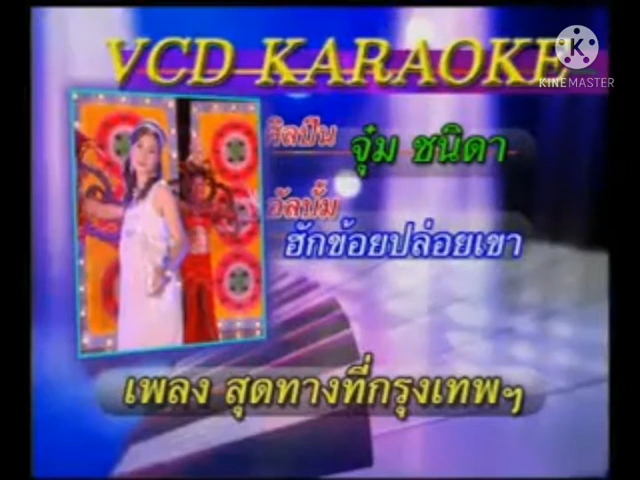 VCD KARAOKE
KINEMASTER
ศิลปิน
จุ๋ม ชนิดา
อัลบั้ม
ฮักข้อยปล่อยเขา
เพลง สุดทางที่กรุงเทพฯ